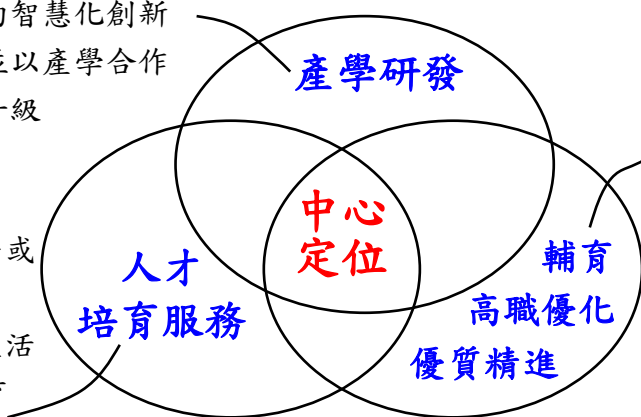 智慧化創新
並以產學合作
級
產學研發
中心
定位
或
人才
培育服務
活
輔育
高職優化
優質精進